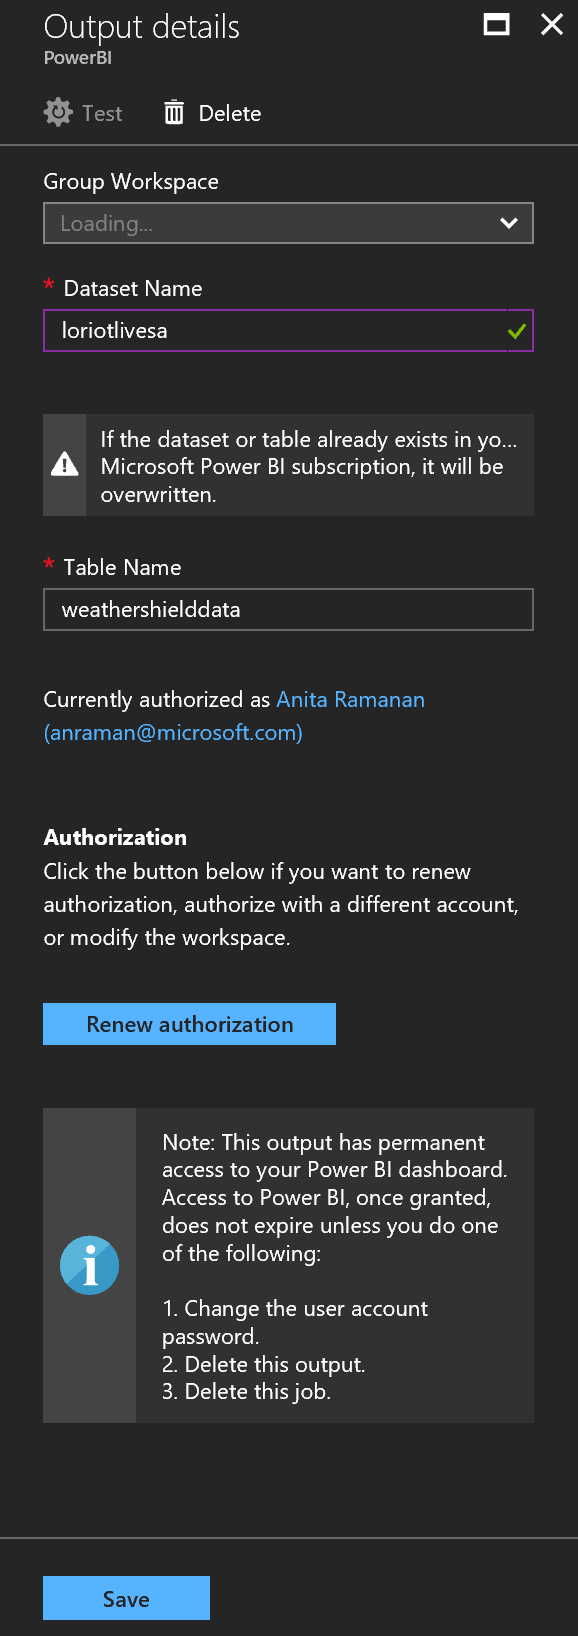 Output details
PowerBI
Test
Delete
Group Workspace
Loading...
* Dataset Name
loriotlivesa
If the dataset or table already exists in yo...
Microsoft Power BI subscription, it will be
overwritten.
* Table Name
weathershielddata
Currently authorized as Anita Ramanan
(anraman@microsoft.com)
Authorization
Click the button below if you want to renew
authorization, authorize with a different account,
or modify the workspace.
Renew authorization
Note: This output has permanent
access to your Power BI dashboard.
Access to Power BI, once granted,
does not expire unless you do one
of the following:
1. Change the user account
password.
2. Delete this output.
3. Delete this job.
Save